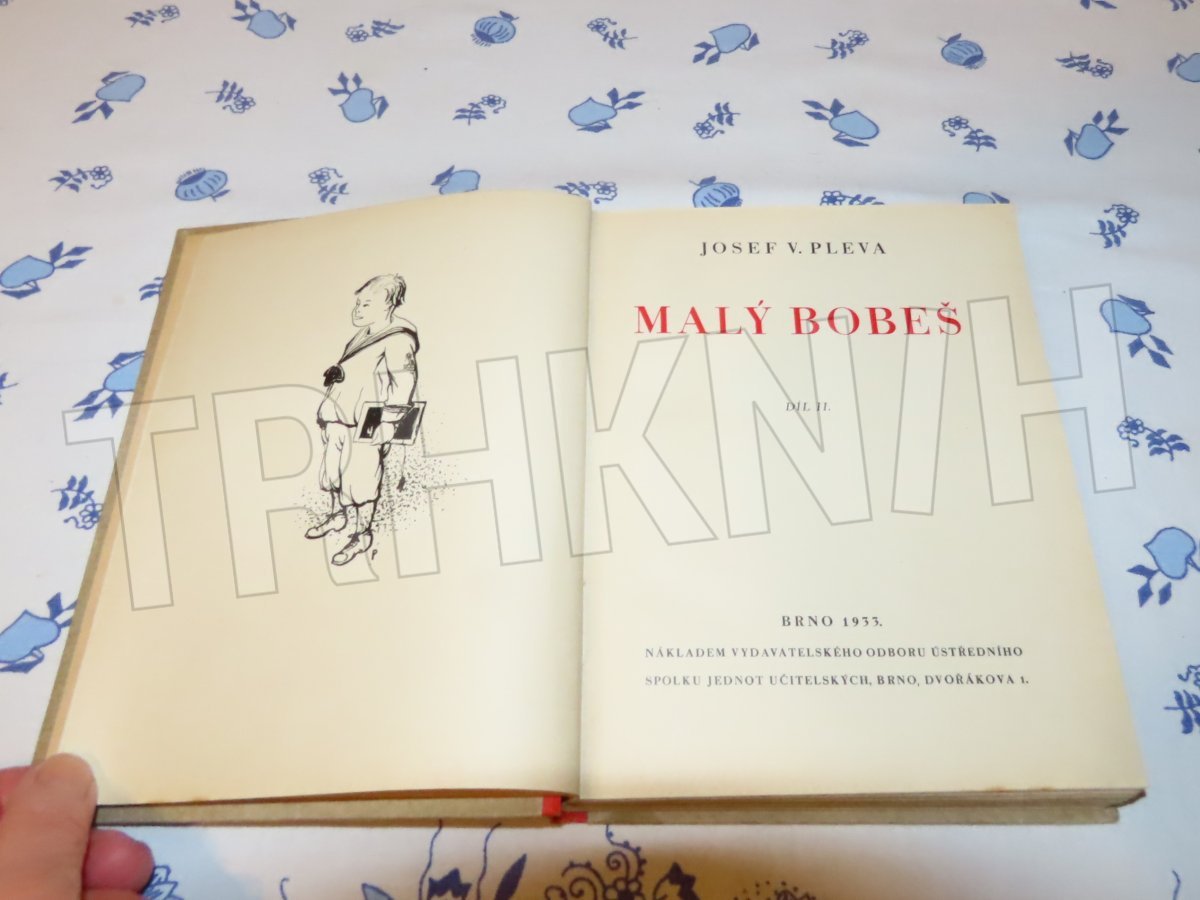 JOSEF V. PLEVA
MALÝ BOBEŠ
DÍL II.
BRNO 1933.
NÁKLADEM VYDAVATELSKÉHO ODBORU ÚSTŘEDNÍHO
SPOLKU JEDNOT UČITELSKÝCH, BRNO, DVOŘÁKOVA 1.
P
TRHKNIH